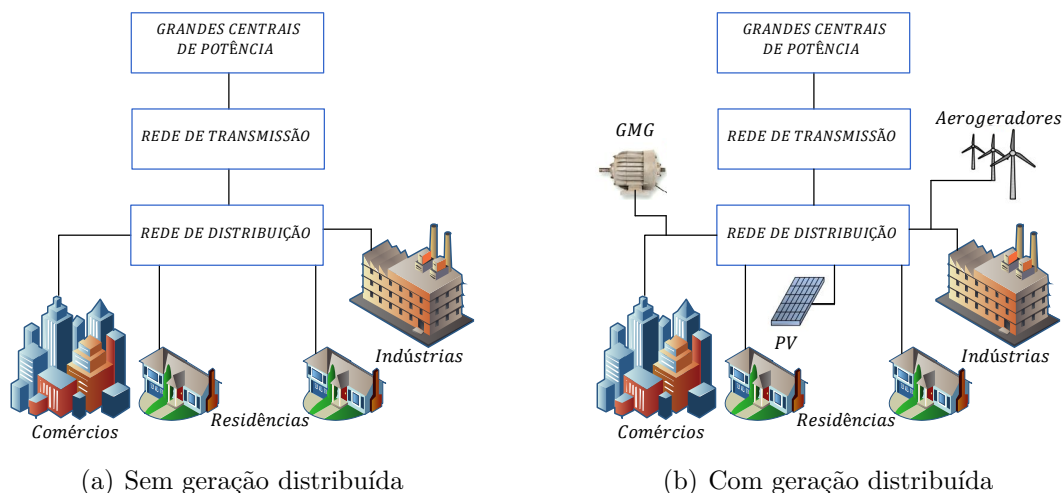 GRANDES CENTRAIS
DE POTÊNCIA
REDE DE TRANSMISSÃO
REDE DE DISTRIBUIÇÃO
Indústrias
Residências
Comércios
(a) Sem geração distribuída
GRANDES CENTRAIS
DE POTÊNCIA
Aerogeradores
GMG
REDE DE TRANSMISSÃO
REDE DE DISTRIBUIÇÃO
PV
Indústrias
Residências
Comércios
(b) Com geração distribuída